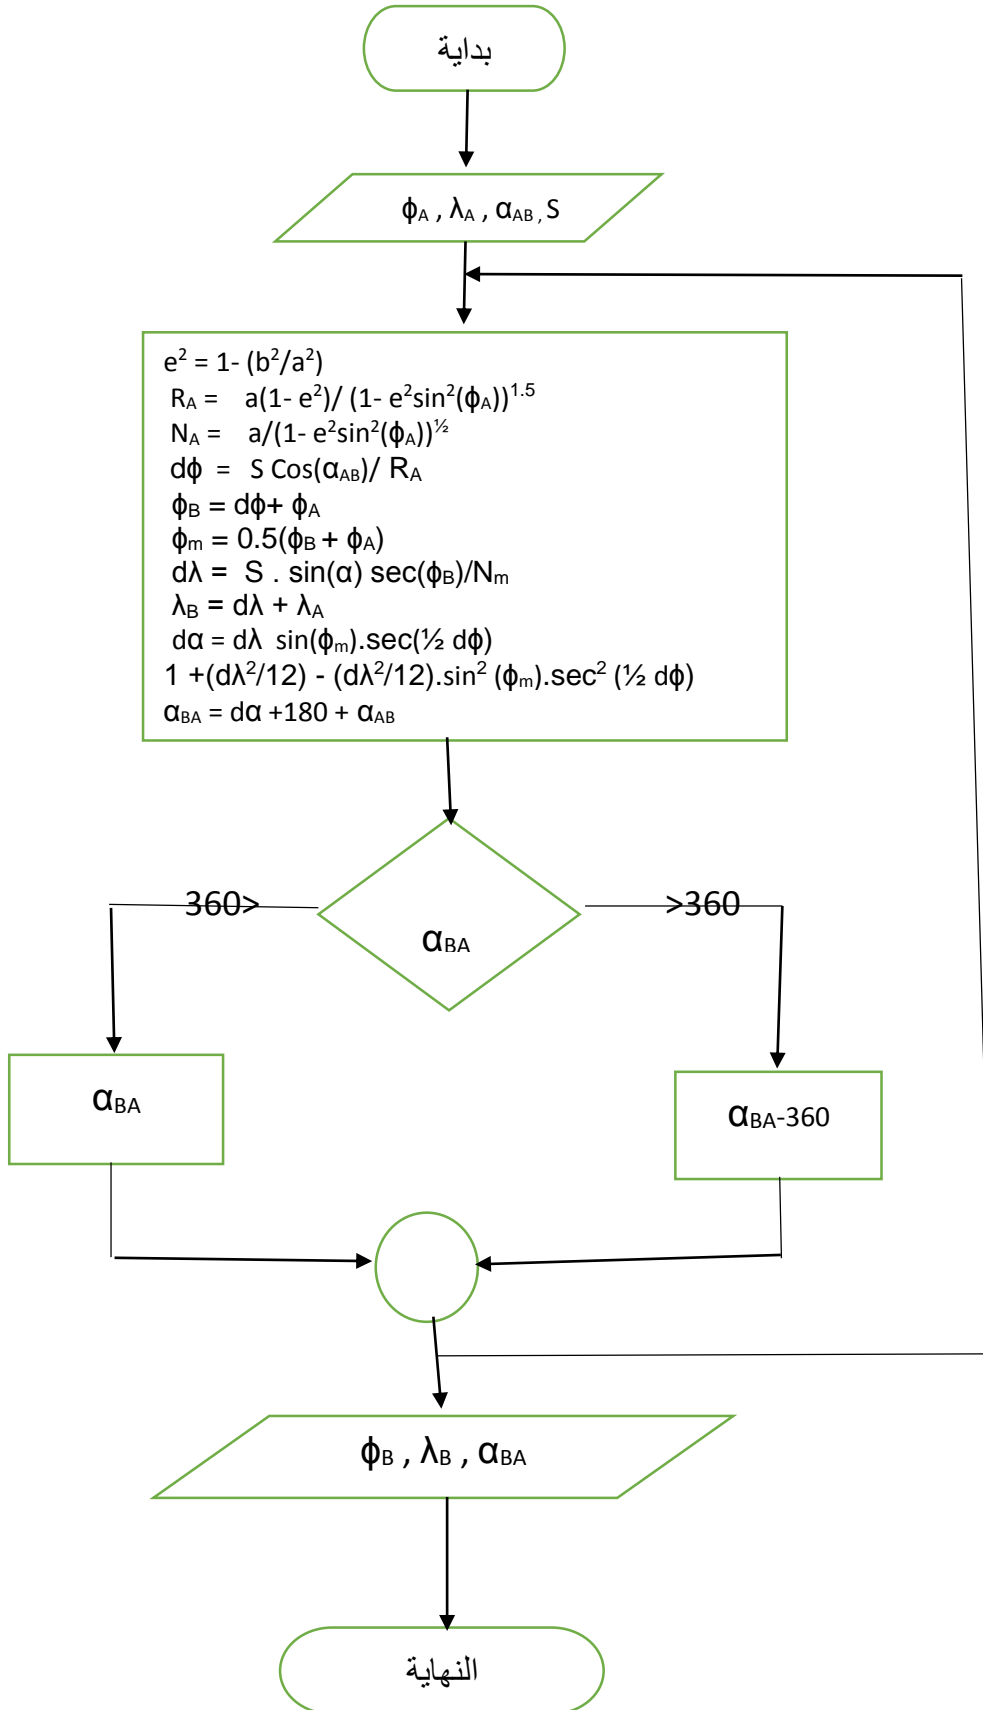 بداية
ϕA , λA , αAB , S
e² = 1- (b²/a²)
RA = a(1- e²)/ (1- e²sin²(ϕA))¹·⁵
NA = a/(1- e²sin²(ϕA))^½
dϕ = S Cos(αAB)/ RA
ϕB = dϕ+ ϕA
ϕm = 0.5(ϕB + ϕA)
dλ = S . sin(α) sec(ϕB)/Nm
λB = dλ + λA
dα = dλ sin(ϕm).sec(½ dϕ)
1 +(dλ²/12) - (dλ²/12).sin² (ϕm).sec² (½ dϕ)
αBA = dα +180 + αAB
360>
>360
αBA
αBA
αBA-360
ϕB , λB , αBA
النهاية